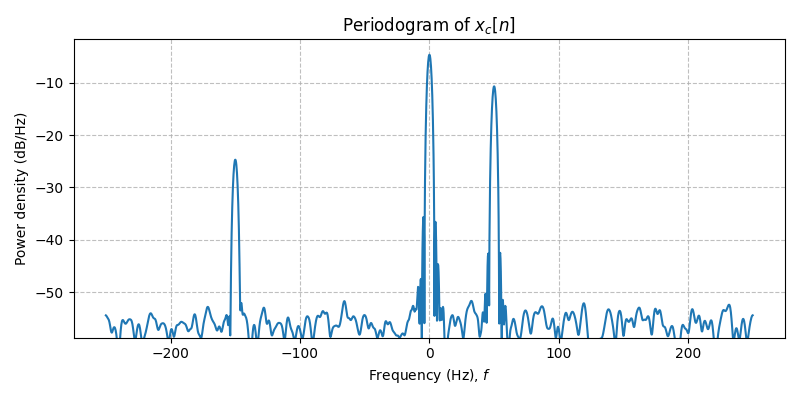 Periodogram of $x_c[n]$
Power density (dB/Hz)
−10
−20
−30
−40
−50
−200 −100 0 100 200
Frequency (Hz), $f$